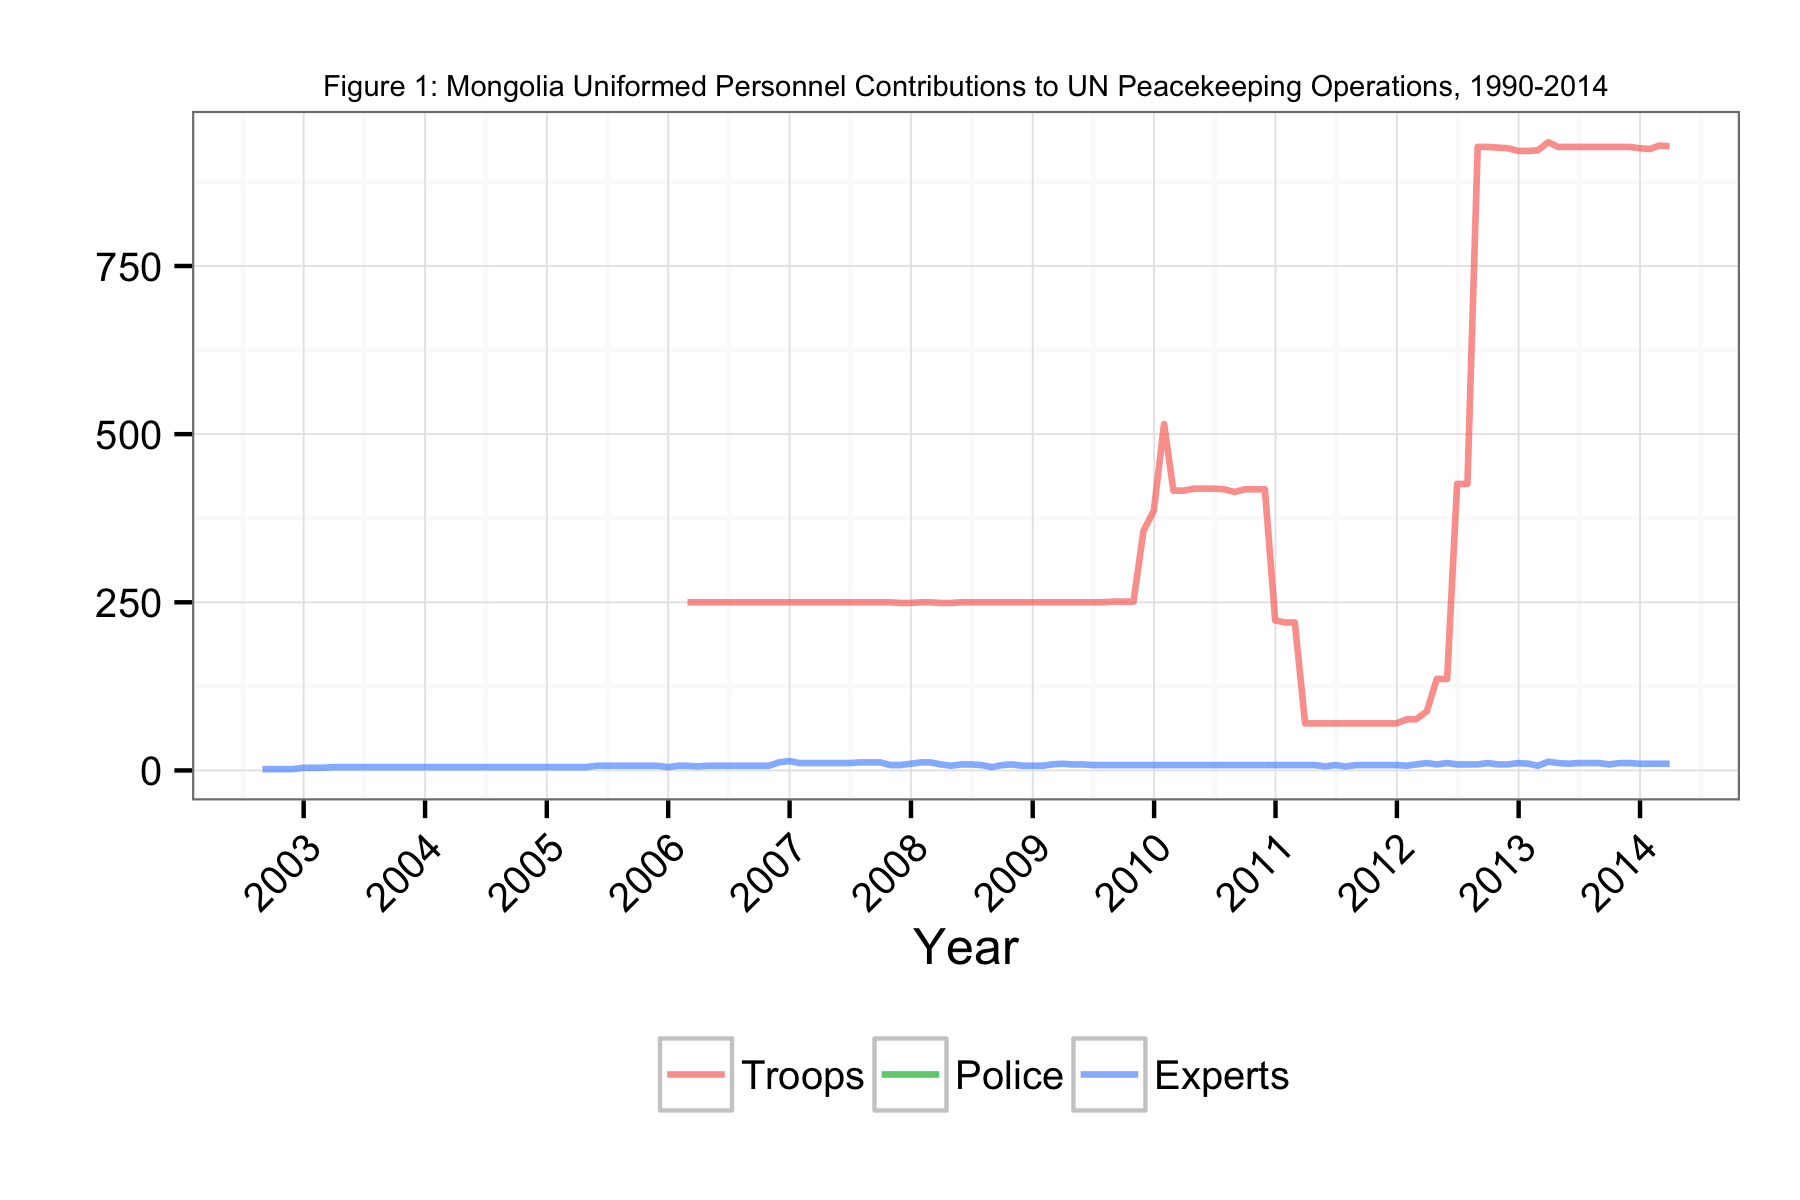 Figure 1: Mongolia Uniformed Personnel Contributions to UN Peacekeeping Operations, 1990-2014
750
500
250
0
2003 2004 2005 2006 2007 2008 2009 2010 2011 2012 2013 2014
Year
Troops Police Experts